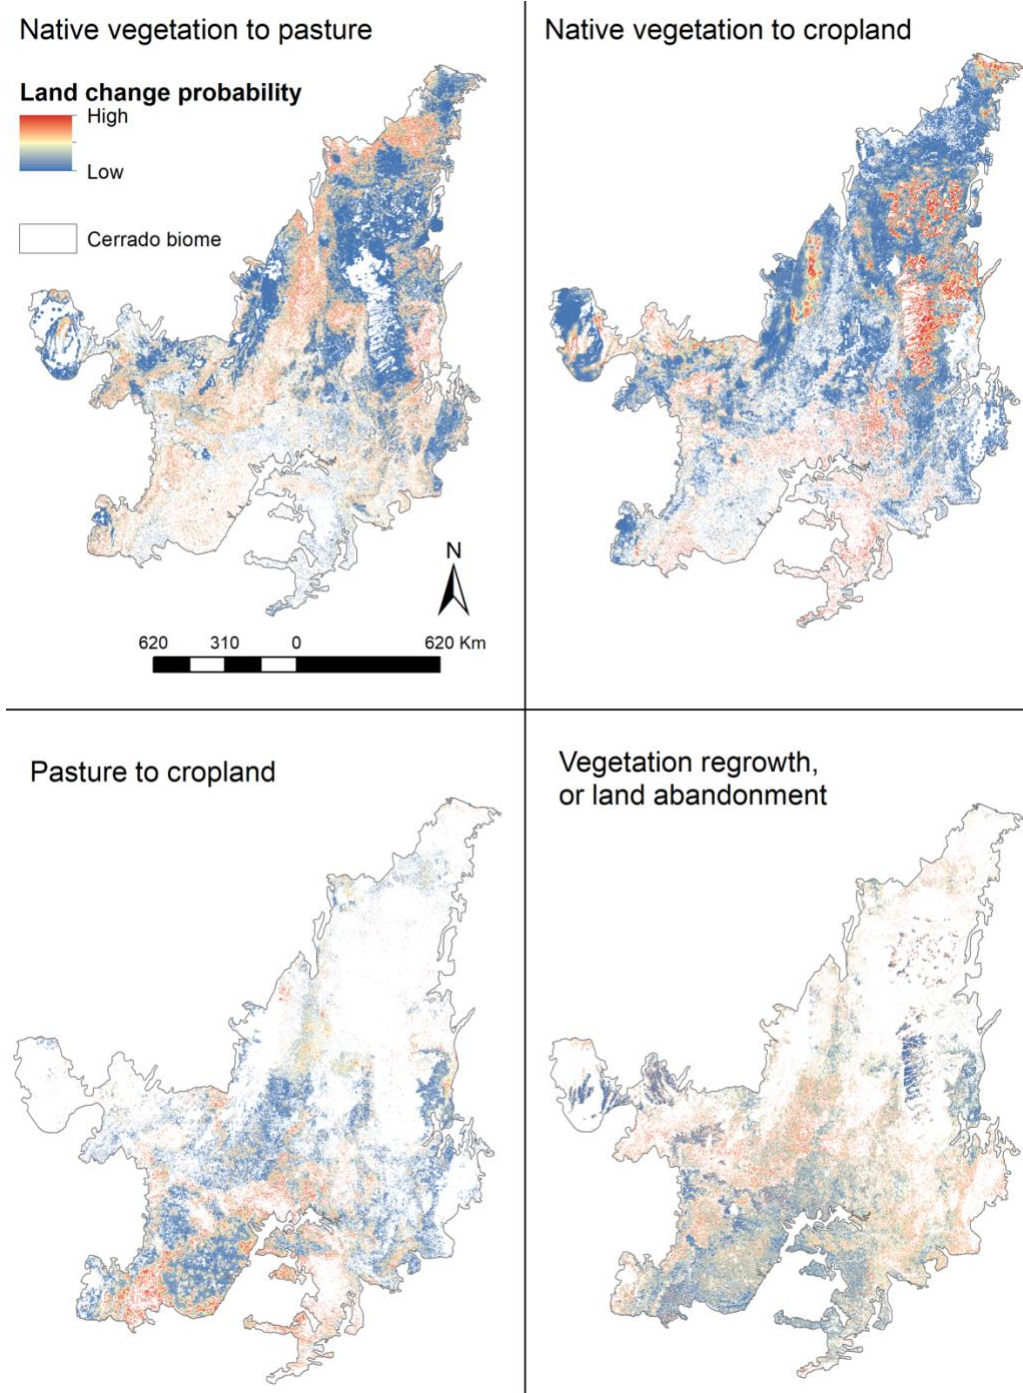 Native vegetation to pasture
Land change probability
High
Low
Cerrado biome
N
620 310 0 620 Km
Native vegetation to cropland
Pasture to cropland
Vegetation regrowth,
or land abandonment